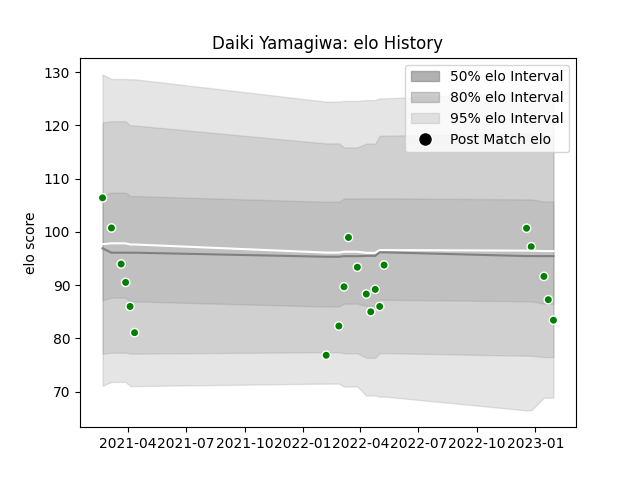 Daiki Yamagiwa: elo History
50% elo Interval
80% elo Interval
95% elo Interval
Post Match elo
elo score
130
120
110
100
90
80
70
2021-04
2021-07
2021-10
2022-01
2022-04
2022-07
2022-10
2023-01